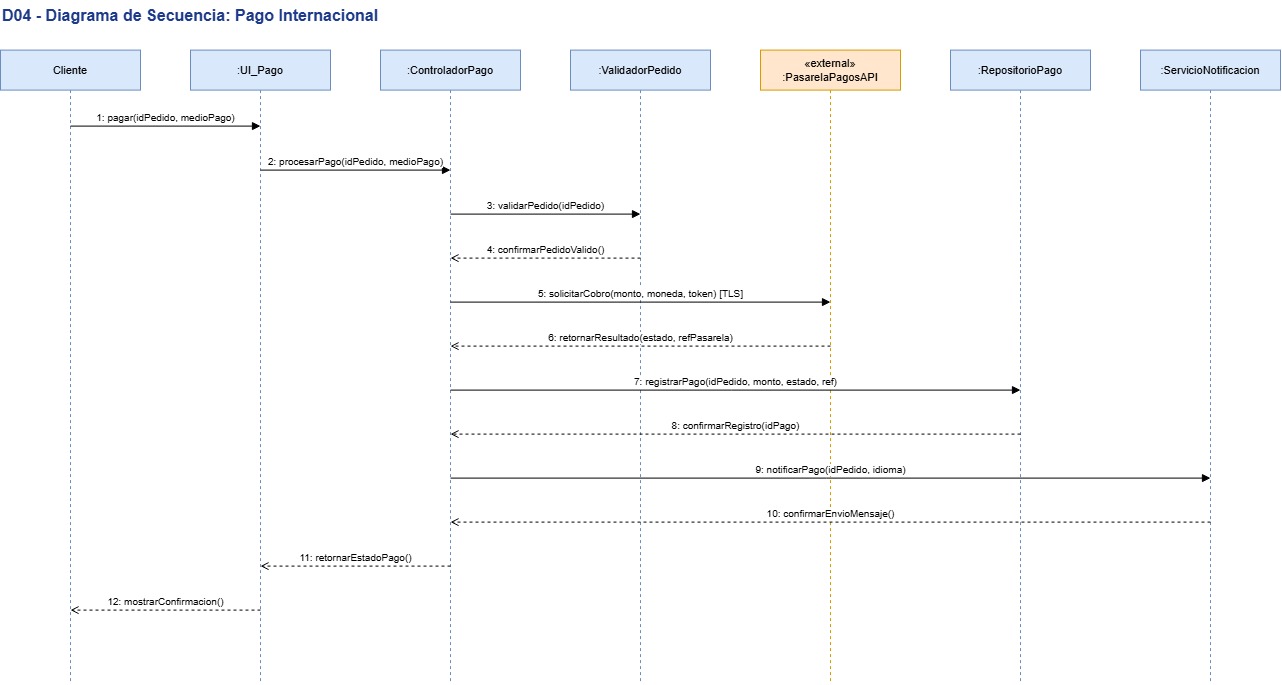 D04 - Diagrama de Secuencia: Pago Internacional
Cliente
:UI_Pago
:ControladorPago
:ValidadorPedido
«external»
:PasarelaPagosAPI
:RepositorioPago
:ServicioNotificacion
1: pagar(idPedido, medioPago)
2: procesarPago(idPedido, medioPago)
3: validarPedido(idPedido)
4: confirmarPedidoValido()
5: solicitarCobro(monto, moneda, token) [TLS]
6: retornarResultado(estado, refPasarela)
7: registrarPago(idPedido, monto, estado, ref)
8: confirmarRegistro(idPago)
9: notificarPago(idPedido, idioma)
10: confirmarEnvioMensaje()
11: retornarEstadoPago()
12: mostrarConfirmacion()